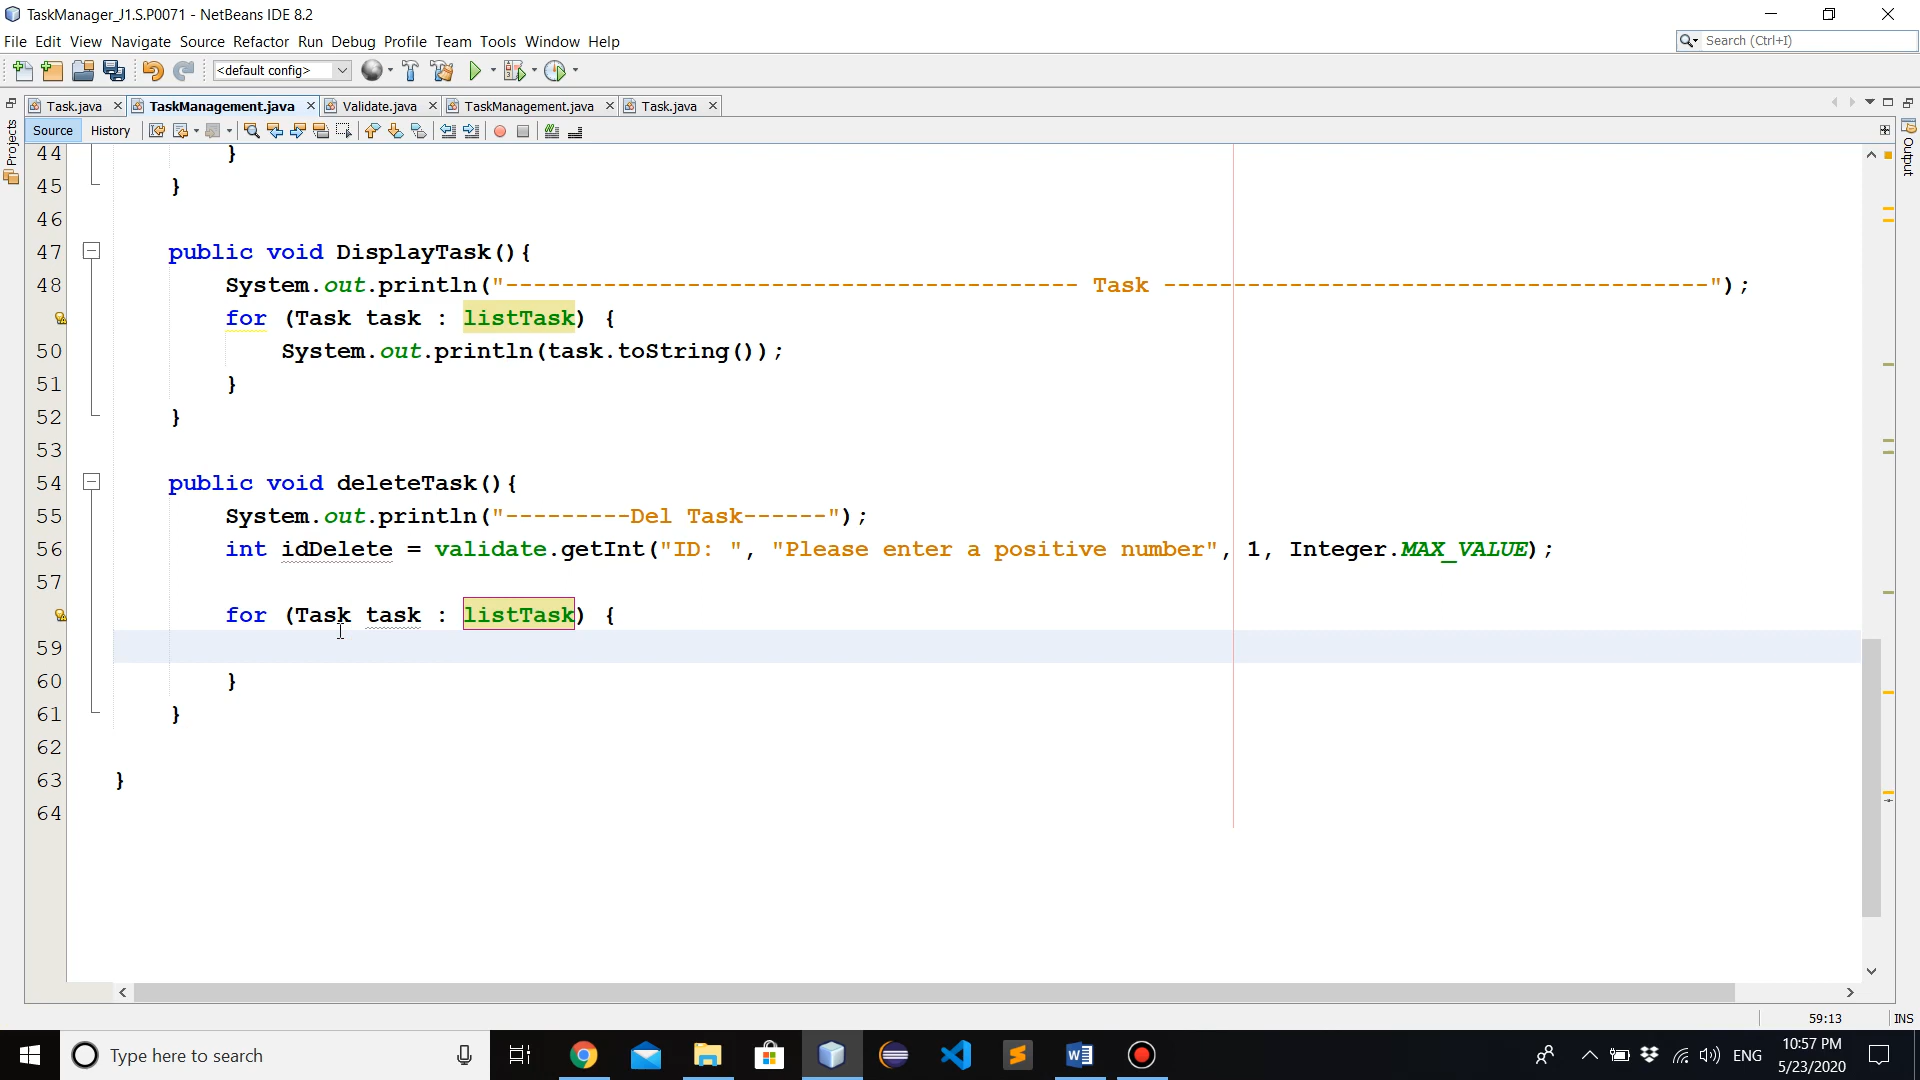 TaskManager_J1.S.P0071 - NetBeans IDE 8.2
File Edit View Navigate Source Refactor Run Debug Profile Team Tools Window Help
Search (Ctrl+I)
<default config>
Task.java TaskManagement.java Validate.java TaskManagement.java Task.java
Source History
Projects
Output
44 }
45 }
46
47 public void DisplayTask(){
48 System.out.println("----------------------------------------- Task ---------------------------------------");
for (Task task : listTask) {
50 System.out.println(task.toString());
51 }
52 }
53
54 public void deleteTask(){
55 System.out.println("---------Del Task------");
56 int idDelete = validate.getInt("ID: ", "Please enter a positive number", 1, Integer.MAX_VALUE);
57
for (Task task : listTask) {
59
60 }
61 }
62
63 }
64
59:13 INS
Type here to search
ENG
10:57 PM
5/23/2020